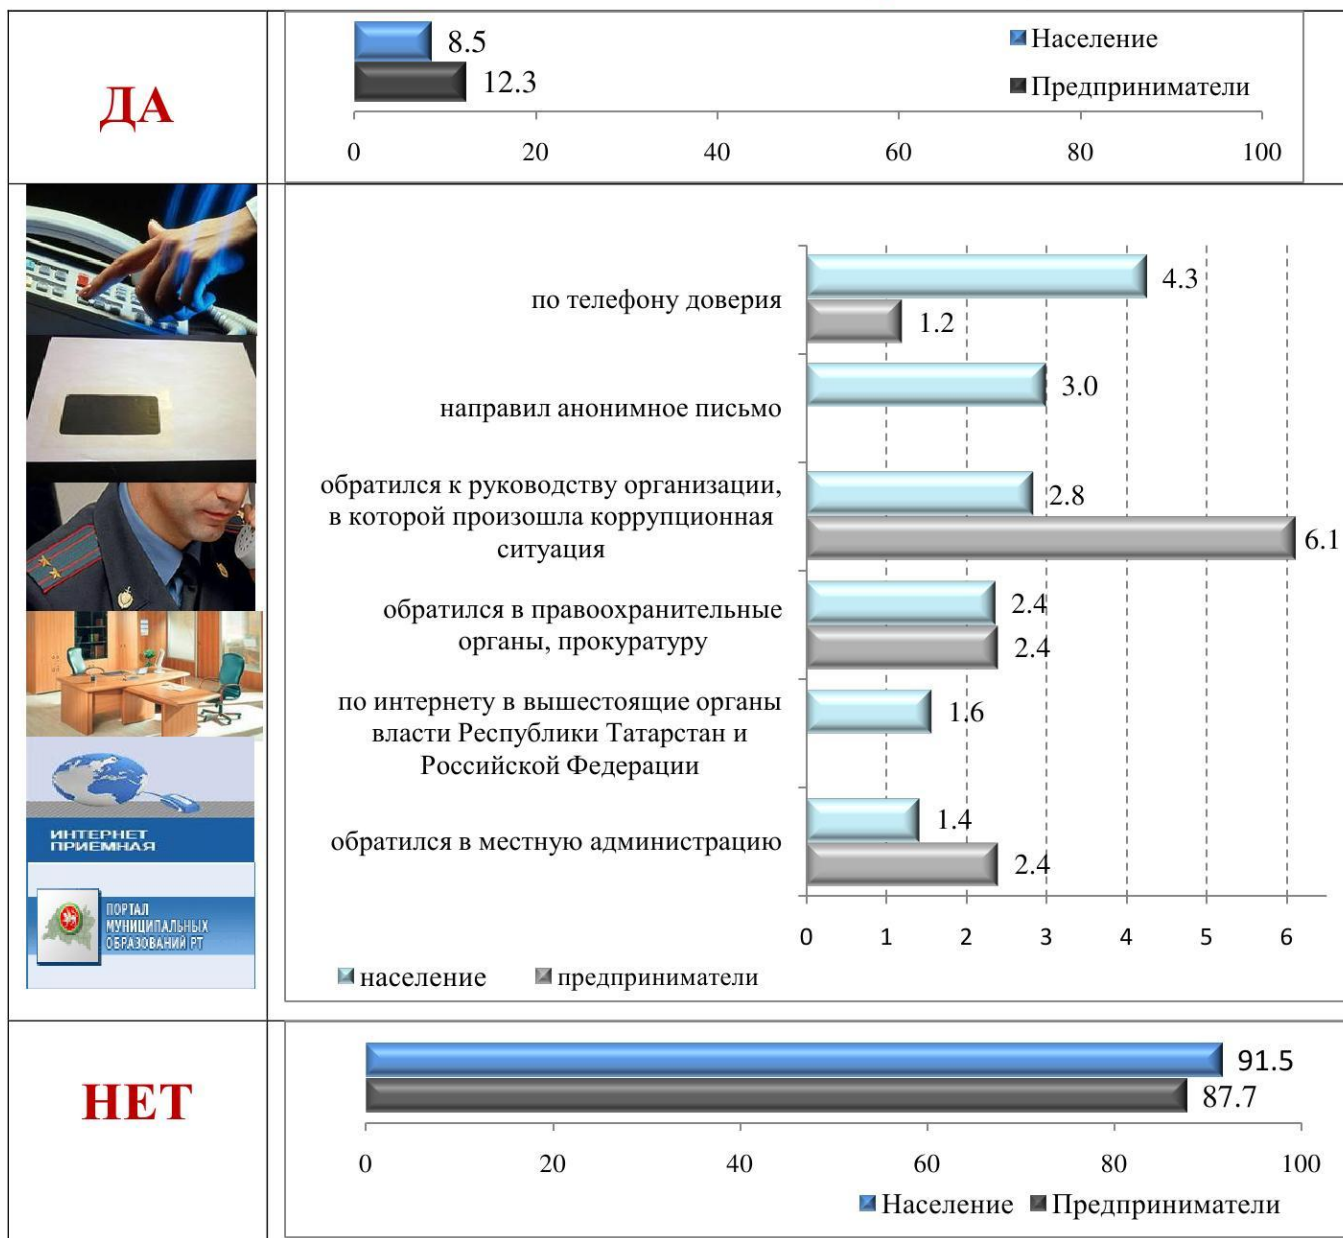 ДА
8.5
12.3
Население
Предприниматели
0 20 40 60 80 100
по телефону доверия
4.3
1.2
направил анонимное письмо
3.0
обратился к руководству организации,
в которой произошла коррупционная
ситуация
2.8
6.1
обратился в правоохранительные
органы, прокуратуру
2.4
2.4
по интернету в вышестоящие органы
власти Республики Татарстан и
Российской Федерации
1.6
обратился в местную администрацию
1.4
2.4
0 1 2 3 4 5 6
население предприниматели
ИНТЕРНЕТ
ПРИЕМНАЯ
ПОРТАЛ
МУНИЦИПАЛЬНЫХ
ОБРАЗОВАНИЙ РТ
НЕТ
91.5
87.7
0 20 40 60 80 100
Население Предприниматели